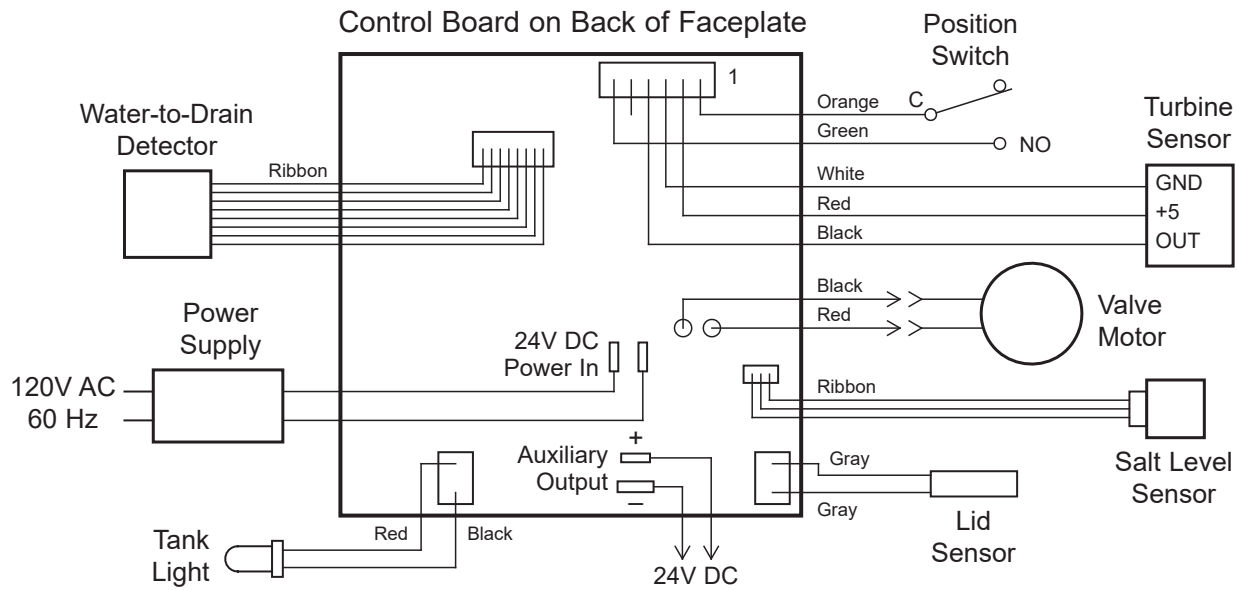 Control Board on Back of Faceplate
Position
Switch
1
Water-to-Drain
Detector
Orange
C
Turbine
Sensor
Green
NO
Ribbon
White
GND
Red
+5
Black
OUT
Power
Supply
Black
Red
Valve
Motor
24V DC
Power In
120V AC
60 Hz
Ribbon
Auxiliary
Output
+
–
Gray
Gray
Salt Level
Sensor
Lid
Sensor
Red
Black
Tank
Light
24V DC